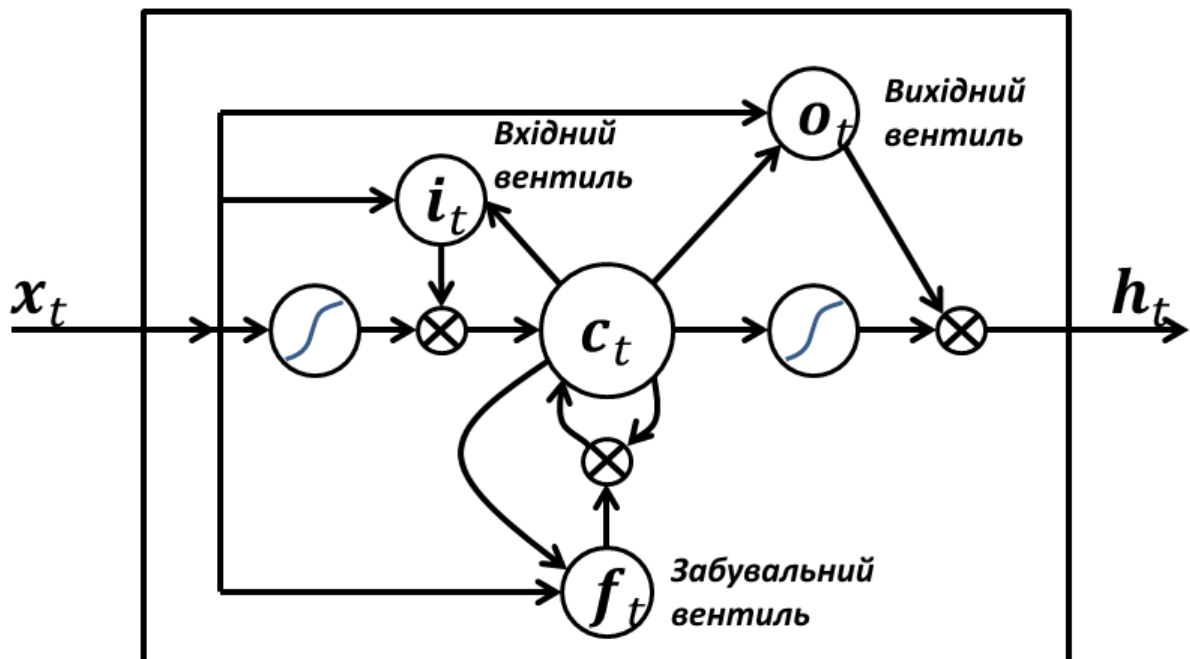 Вихідний
вентиль
o_t
Вхідний
вентиль
i_t
x_t
c_t
h_t
f_t
Забувальний
вентиль